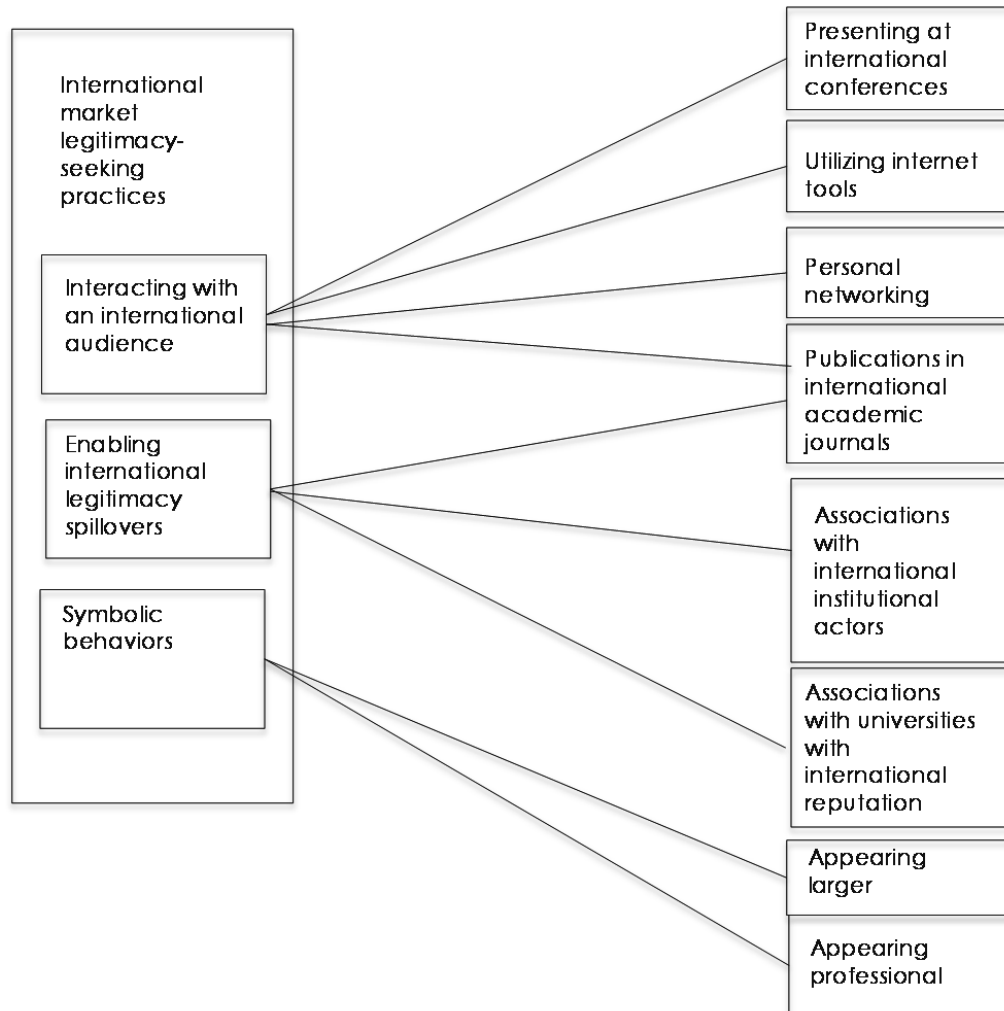 International
market
legitimacy-
seeking
practices
Interacting with
an international
audience
Enabling
international
legitimacy
spillovers
Symbolic
behaviors
Presenting at
international
conferences
Utilizing internet
tools
Personal
networking
Publications in
international
academic
journals
Associations
with
international
institutional
actors
Associations
with universities
with
international
reputation
Appearing
larger
Appearing
professional